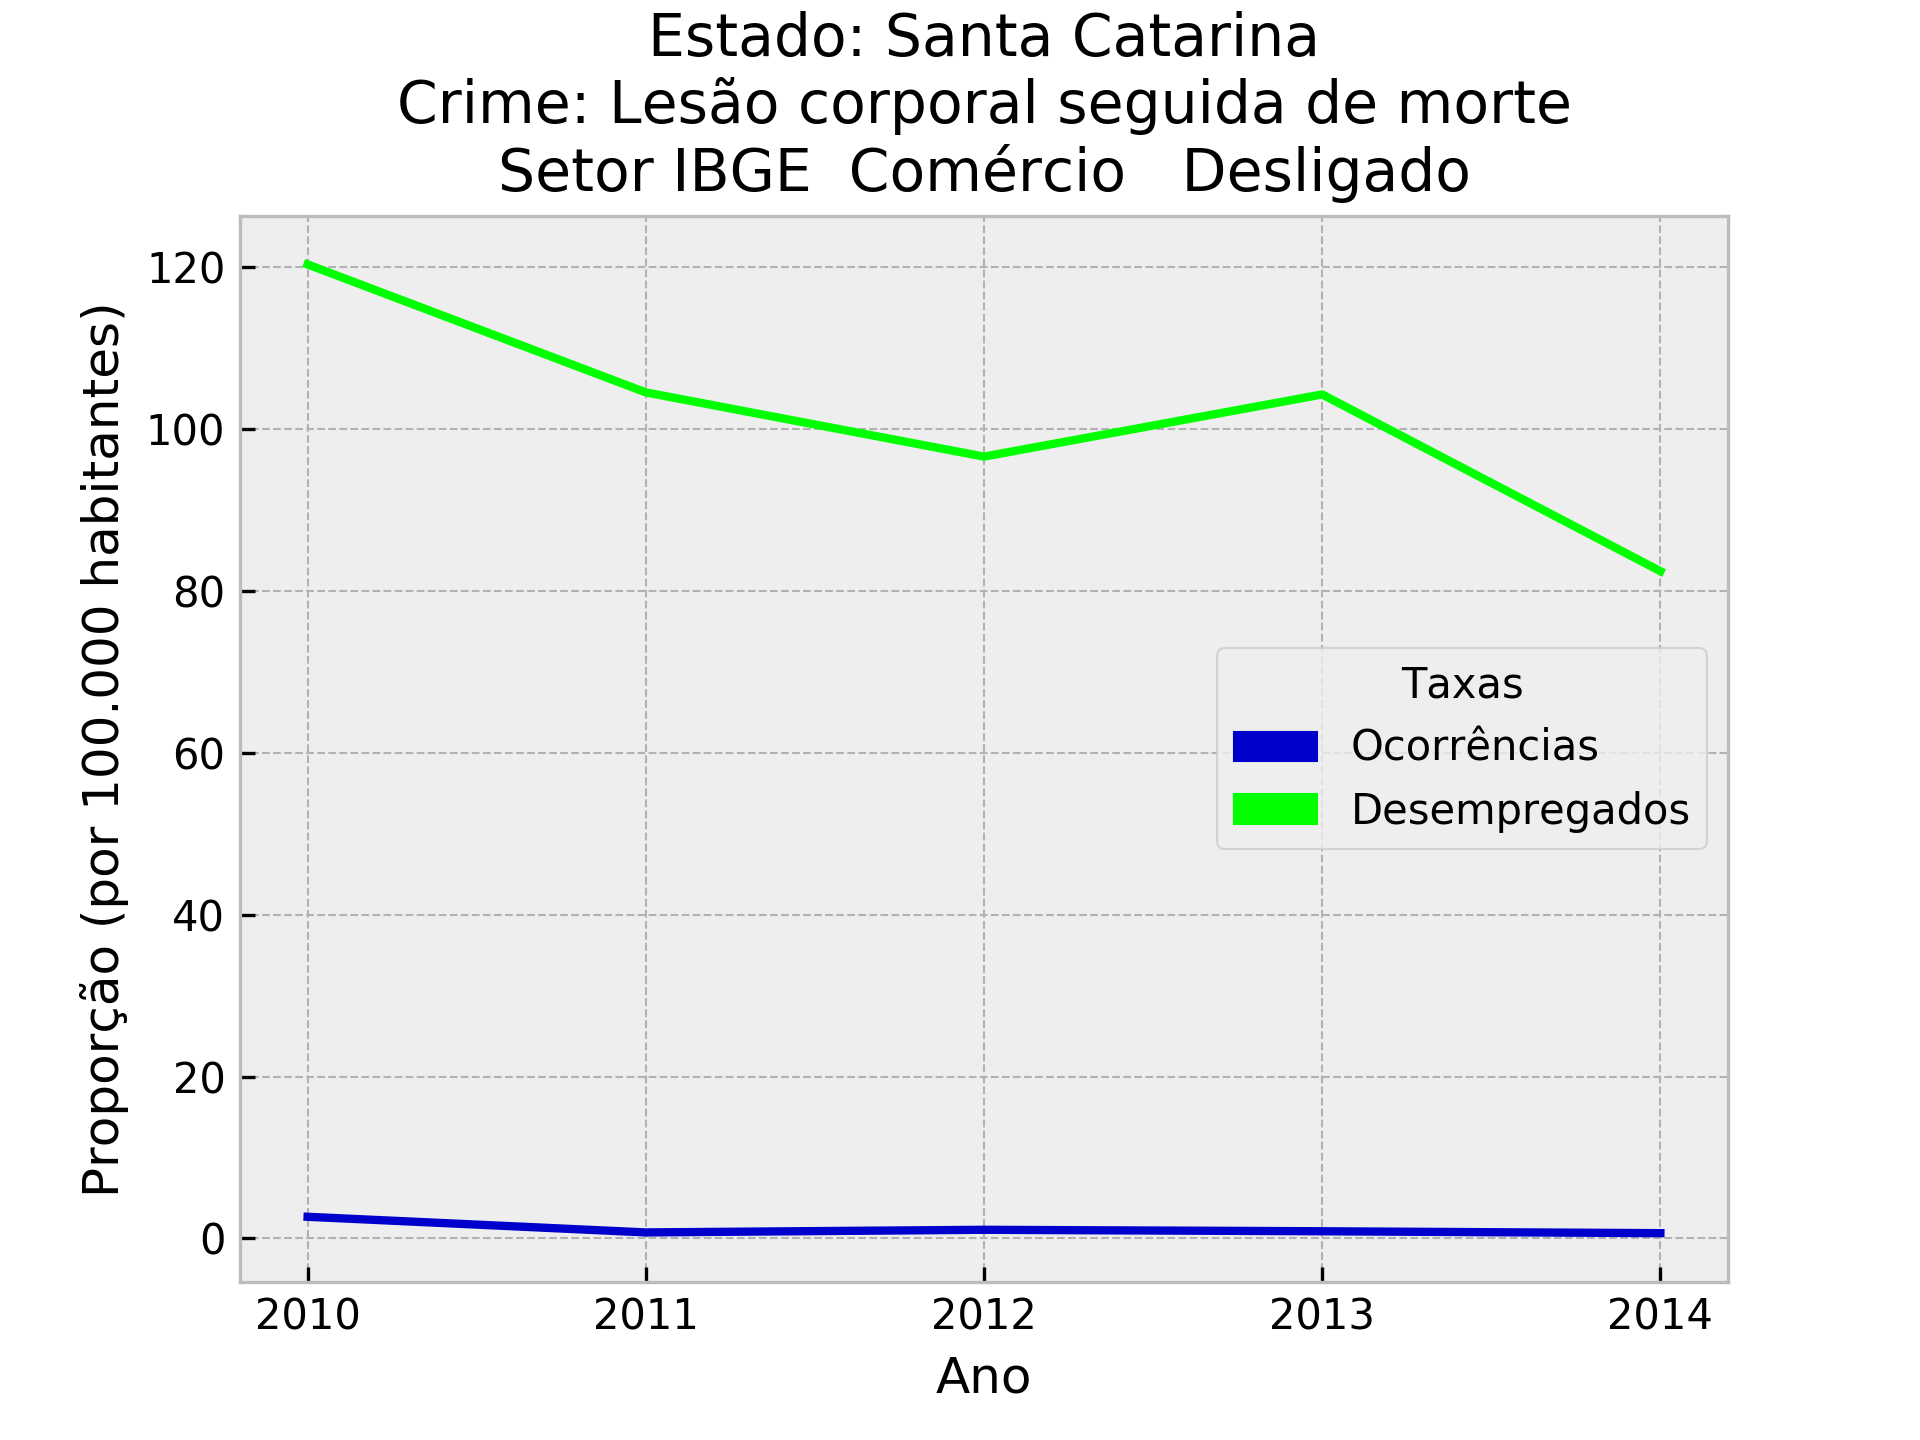 Estado: Santa Catarina
Crime: Lesão corporal seguida de morte
Setor IBGE  Comércio   Desligado
Proporção (por 100.000 habitantes)
120
100
80
60
40
20
0
Taxas
Ocorrências
Desempregados
2010 2011 2012 2013 2014
Ano